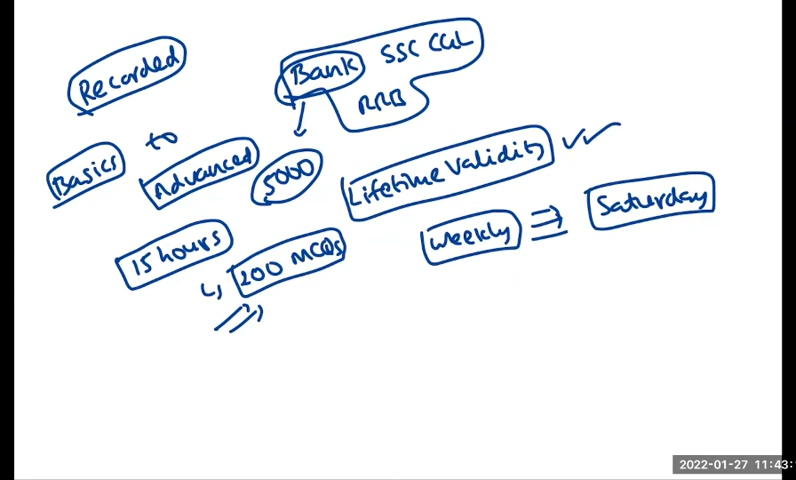 Recorded
Bank SSC CGL
RRB
Basics to Advanced
5000
Lifetime Validity
15 hours
200 MCQs
weekly
Saturday
2022-01-27 11:43: